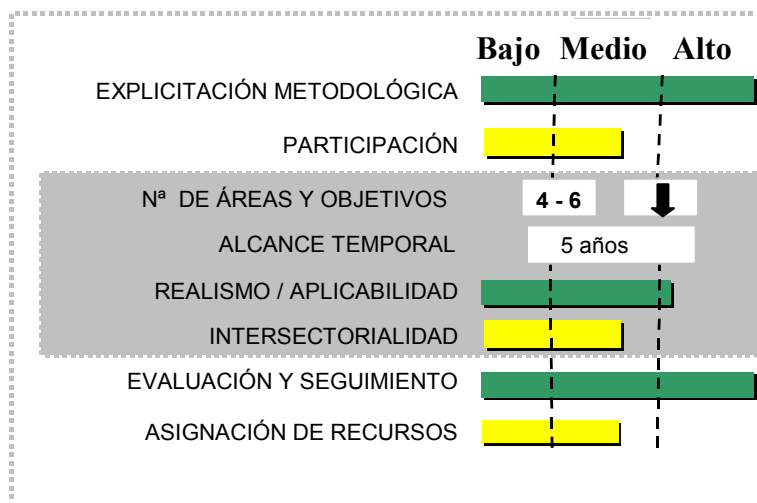 Bajo Medio Alto
EXPLICITACIÓN METODOLÓGICA
PARTICIPACIÓN
Nª DE ÁREAS Y OBJETIVOS 4 - 6
ALCANCE TEMPORAL 5 años
REALISMO / APLICABILIDAD
INTERSECTORIALIDAD
EVALUACIÓN Y SEGUIMIENTO
ASIGNACIÓN DE RECURSOS